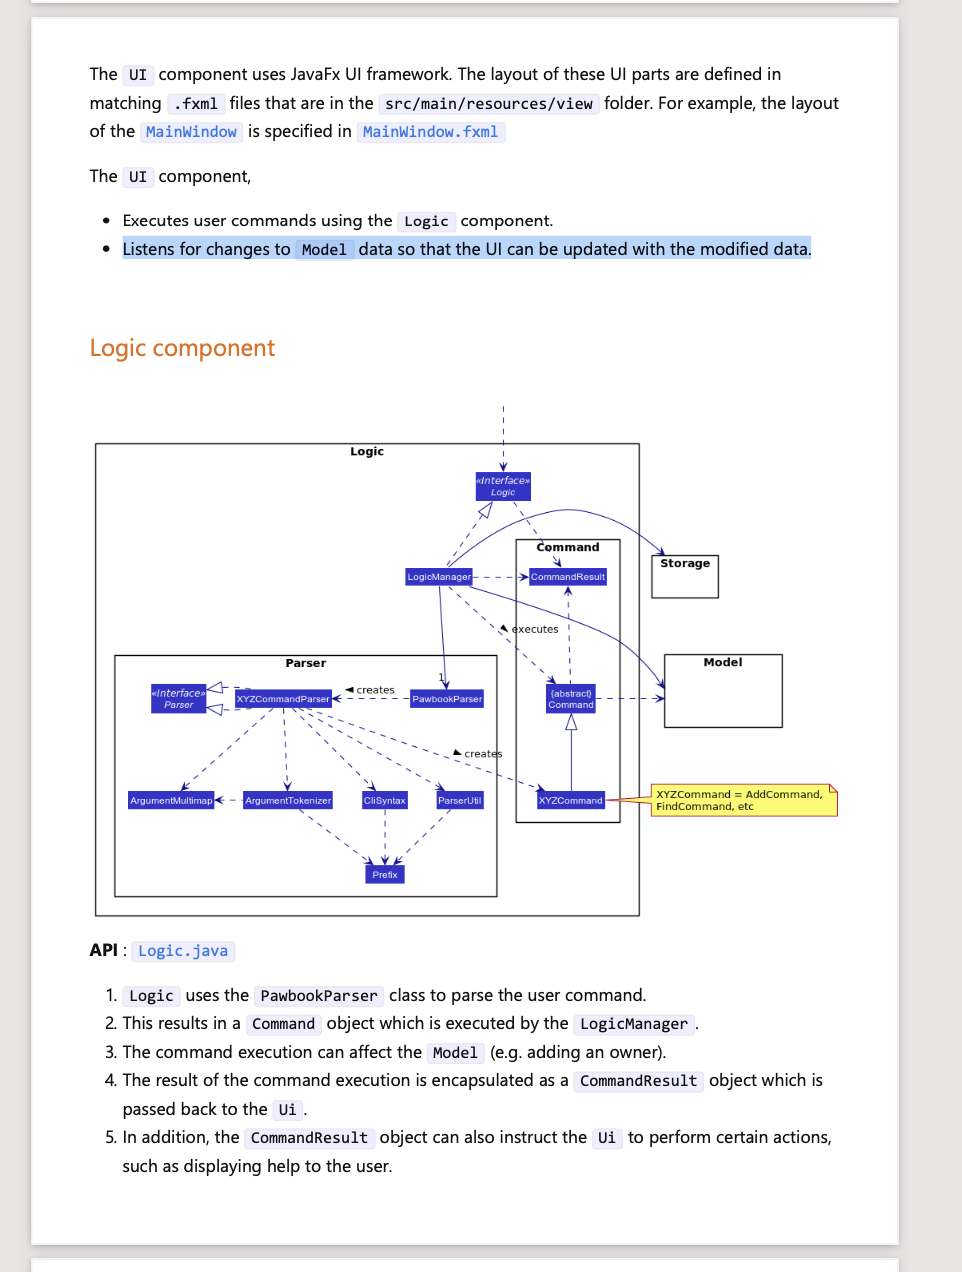 The UI component uses JavaFx UI framework. The layout of these UI parts are defined in
matching .fxml files that are in the src/main/resources/view folder. For example, the layout
of the MainWindow is specified in MainWindow.fxml
The UI component,
• Executes user commands using the Logic component.
• Listens for changes to Model data so that the UI can be updated with the modified data.
Logic component
Logic
«Interface»
Logic
Command
LogicManager
CommandResult
Storage
executes
Parser
Model
1
«Interface»
Parser
XYZCommandParser
creates
PawbookParser
{abstract}
Command
creates
ArgumentMultimap
ArgumentTokenizer
CliSyntax
ParserUtil
XYZCommand
XYZCommand = AddCommand,
FindCommand, etc
Prefix
API : Logic.java
1. Logic uses the PawbookParser class to parse the user command.
2. This results in a Command object which is executed by the LogicManager.
3. The command execution can affect the Model (e.g. adding an owner).
4. The result of the command execution is encapsulated as a CommandResult object which is
passed back to the Ui.
5. In addition, the CommandResult object can also instruct the Ui to perform certain actions,
such as displaying help to the user.